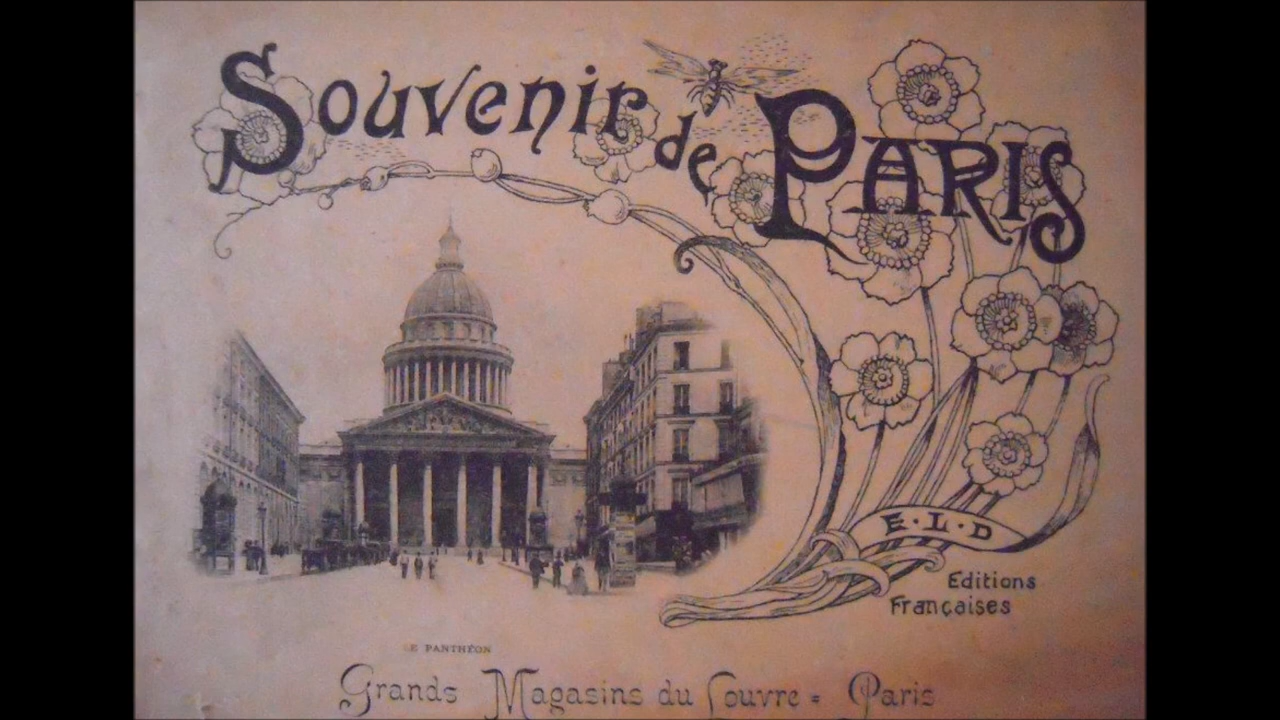 Souvenir de Paris
E·L·D
Editions
Françaises
LE PANTHÉON
Grands Magasins du Louvre = Paris